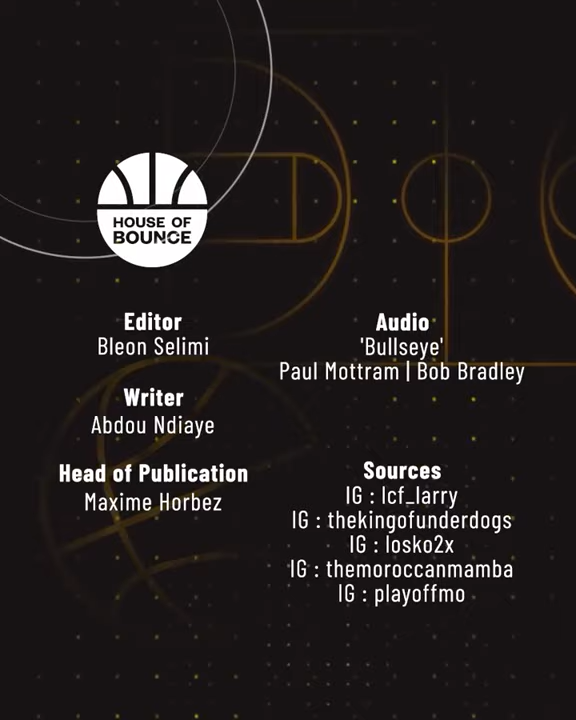 HOUSE OF
BOUNCE
Editor
Bleon Selimi
Writer
Abdou Ndiaye
Head of Publication
Maxime Horbez
Audio
'Bullseye'
Paul Mottram | Bob Bradley
Sources
IG : lcf_larry
IG : thekingofunderdogs
IG : losko2x
IG : themoroccanmamba
IG : playoffmo